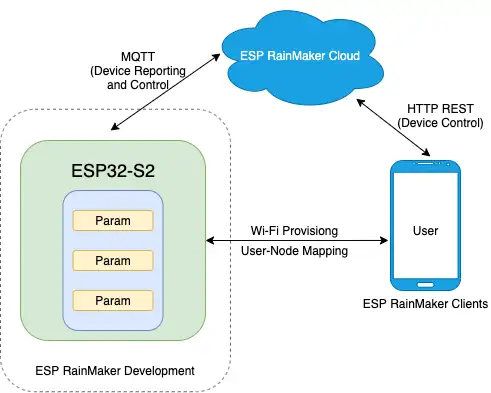 MQTT
(Device Reporting
and Control
ESP RainMaker Cloud
HTTP REST
(Device Control)
ESP32-S2
Param
Param
Param
Wi-Fi Provisiong
User-Node Mapping
User
ESP RainMaker Clients
ESP RainMaker Development